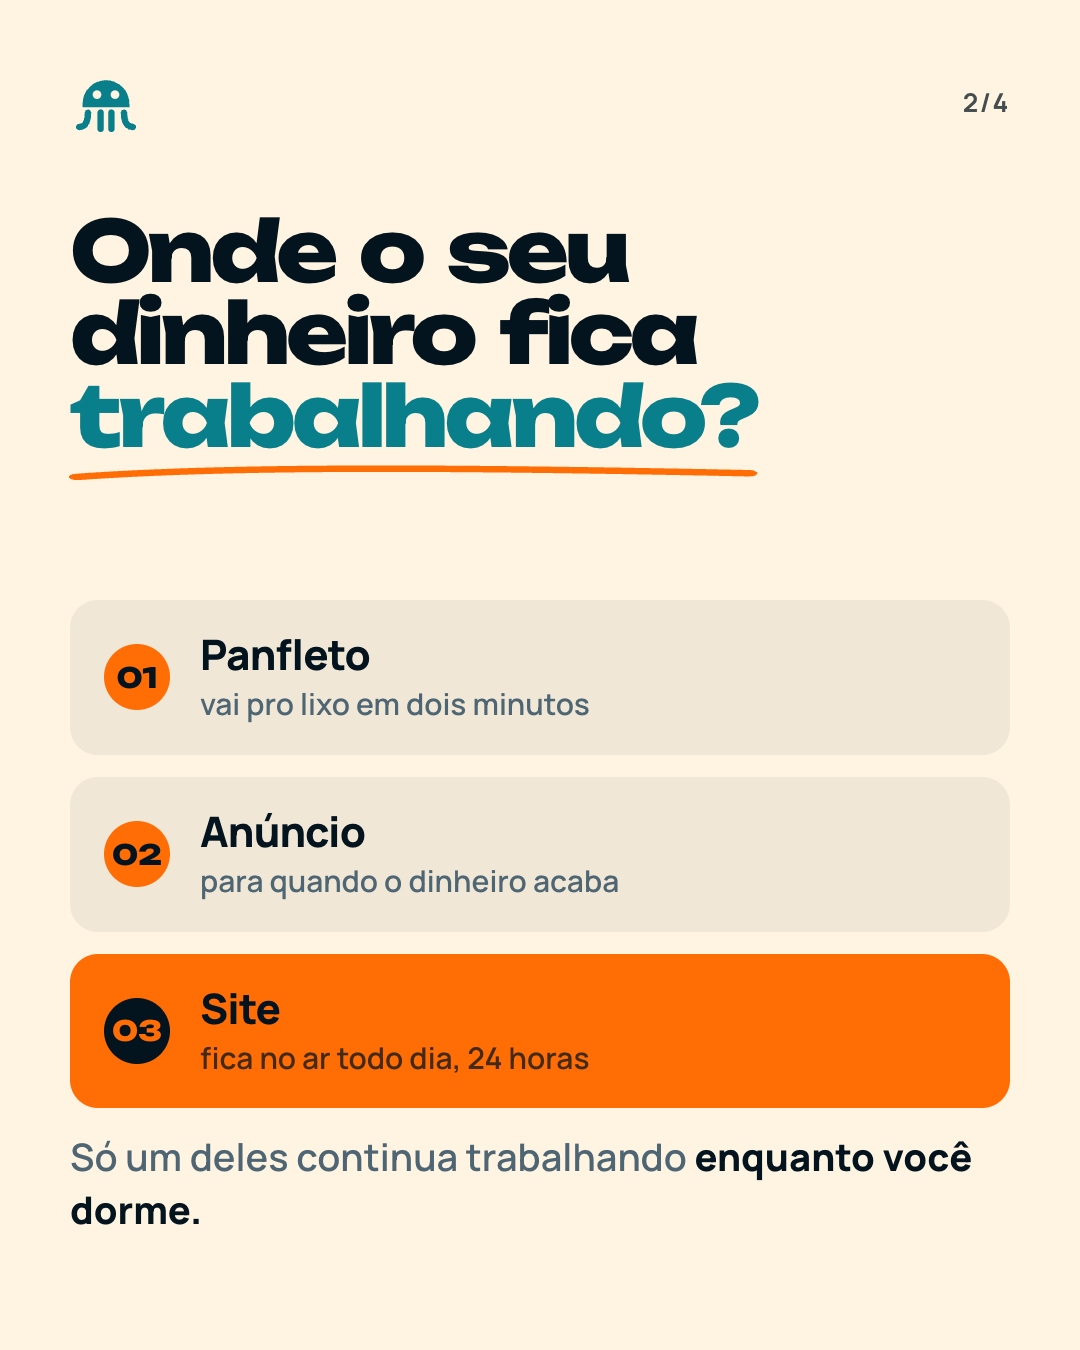 2/4
Onde o seu
dinheiro fica
trabalhando?
01
Panfleto
vai pro lixo em dois minutos
02
Anúncio
para quando o dinheiro acaba
03
Site
fica no ar todo dia, 24 horas
Só um deles continua trabalhando enquanto você
dorme.